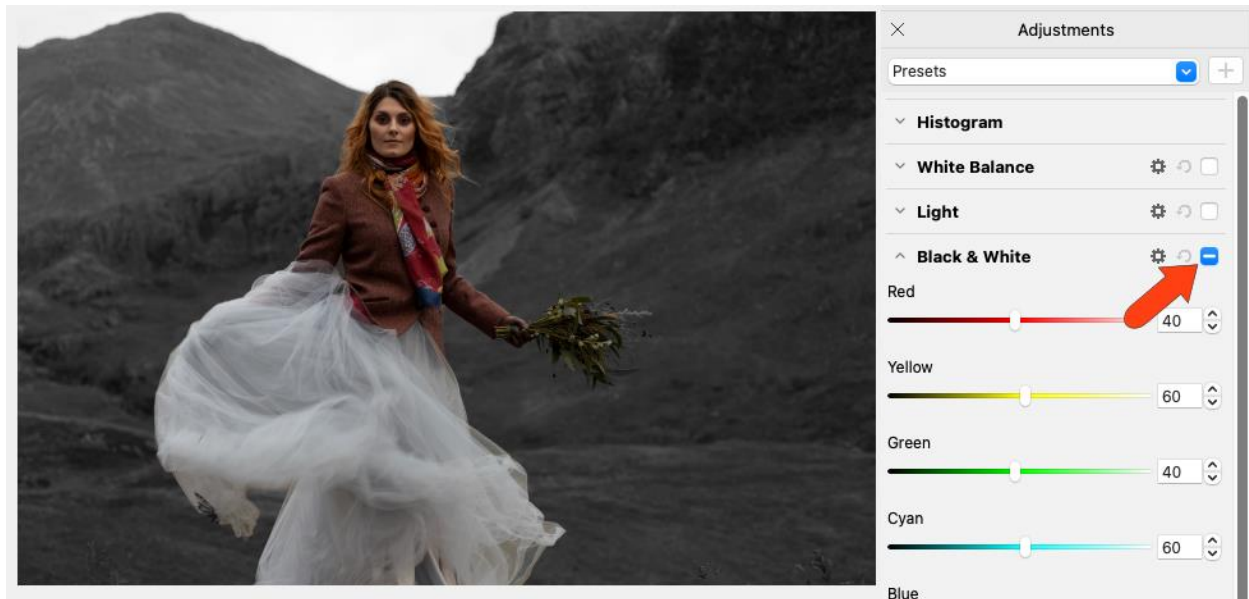 Adjustments
Presets
Histogram
White Balance
Light
Black & White
Red
40
Yellow
60
Green
40
Cyan
60
Blue